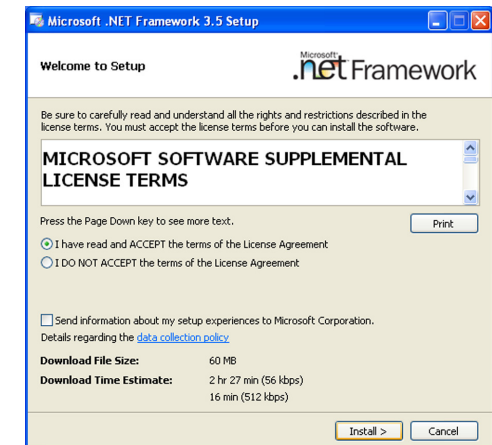 Microsoft .NET Framework 3.5 Setup
Welcome to Setup
Microsoft
.net Framework
Be sure to carefully read and understand all the rights and restrictions described in the
license terms. You must accept the license terms before you can install the software.
MICROSOFT SOFTWARE SUPPLEMENTAL
LICENSE TERMS
Press the Page Down key to see more text.
Print
I have read and ACCEPT the terms of the License Agreement
I DO NOT ACCEPT the terms of the License Agreement
Send information about my setup experiences to Microsoft Corporation.
Details regarding the data collection policy
Download File Size: 60 MB
Download Time Estimate: 2 hr 27 min (56 kbps)
16 min (512 kbps)
Install > Cancel